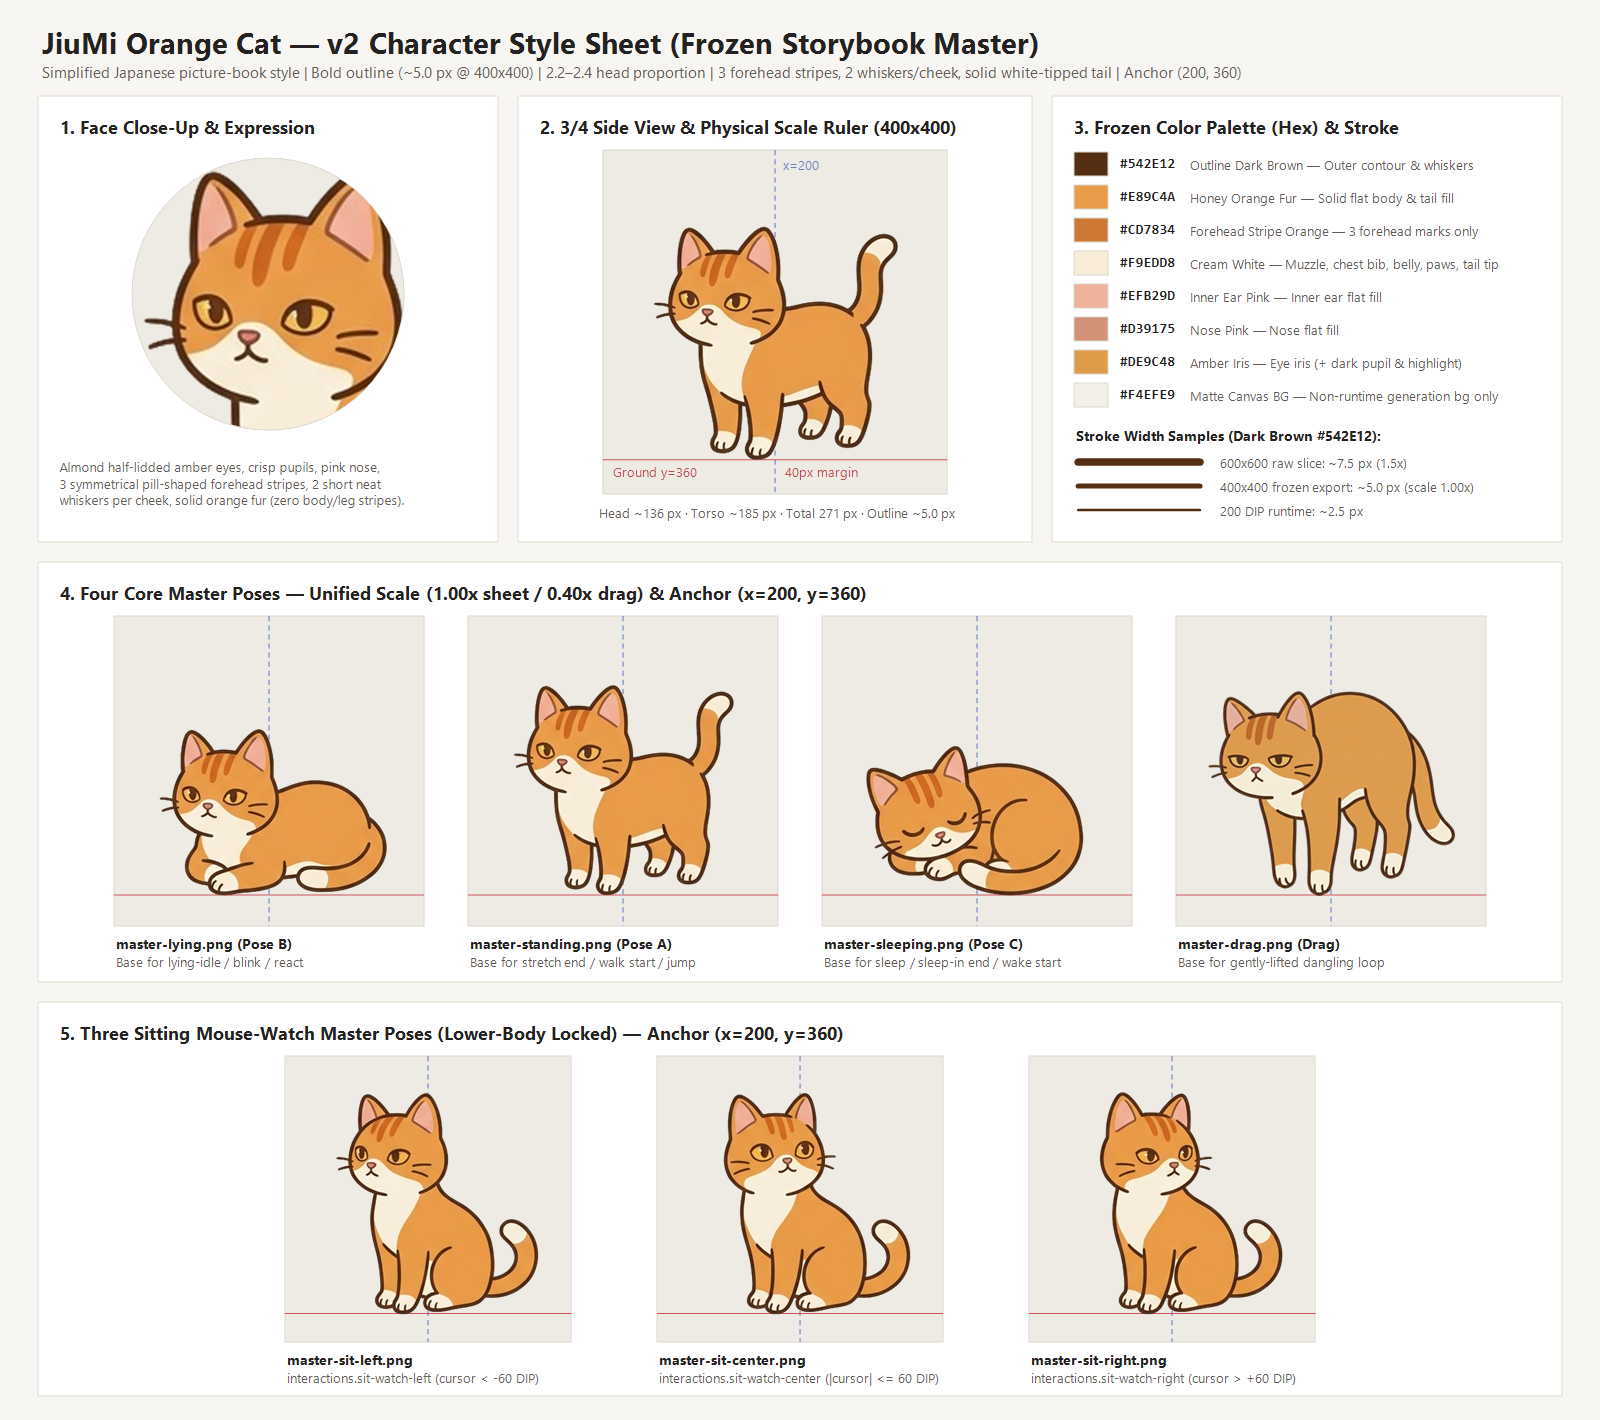 JiuMi Orange Cat — v2 Character Style Sheet (Frozen Storybook Master)
Simplified Japanese picture-book style | Bold outline (~5.0 px @ 400x400) | 2.2–2.4 head proportion | 3 forehead stripes, 2 whiskers/cheek, solid white-tipped tail | Anchor (200, 360)
1. Face Close-Up & Expression
Almond half-lidded amber eyes, crisp pupils, pink nose,
3 symmetrical pill-shaped forehead stripes, 2 short neat
whiskers per cheek, solid orange fur (zero body/leg stripes).
2. 3/4 Side View & Physical Scale Ruler (400x400)
x=200
Ground y=360
40px margin
Head ~136 px · Torso ~185 px · Total 271 px · Outline ~5.0 px
3. Frozen Color Palette (Hex) & Stroke
#542E12 Outline Dark Brown — Outer contour & whiskers
#E89C4A Honey Orange Fur — Solid flat body & tail fill
#CD7834 Forehead Stripe Orange — 3 forehead marks only
#F9EDD8 Cream White — Muzzle, chest bib, belly, paws, tail tip
#EFB29D Inner Ear Pink — Inner ear flat fill
#D39175 Nose Pink — Nose flat fill
#DE9C48 Amber Iris — Eye iris (+ dark pupil & highlight)
#F4EFE9 Matte Canvas BG — Non-runtime generation bg only
Stroke Width Samples (Dark Brown #542E12):
600x600 raw slice: ~7.5 px (1.5x)
400x400 frozen export: ~5.0 px (scale 1.00x)
200 DIP runtime: ~2.5 px
4. Four Core Master Poses — Unified Scale (1.00x sheet / 0.40x drag) & Anchor (x=200, y=360)
master-lying.png (Pose B)
Base for lying-idle / blink / react
master-standing.png (Pose A)
Base for stretch end / walk start / jump
master-sleeping.png (Pose C)
Base for sleep / sleep-in end / wake start
master-drag.png (Drag)
Base for gently-lifted dangling loop
5. Three Sitting Mouse-Watch Master Poses (Lower-Body Locked) — Anchor (x=200, y=360)
master-sit-left.png
interactions.sit-watch-left (cursor < -60 DIP)
master-sit-center.png
interactions.sit-watch-center (|cursor| <= 60 DIP)
master-sit-right.png
interactions.sit-watch-right (cursor > +60 DIP)